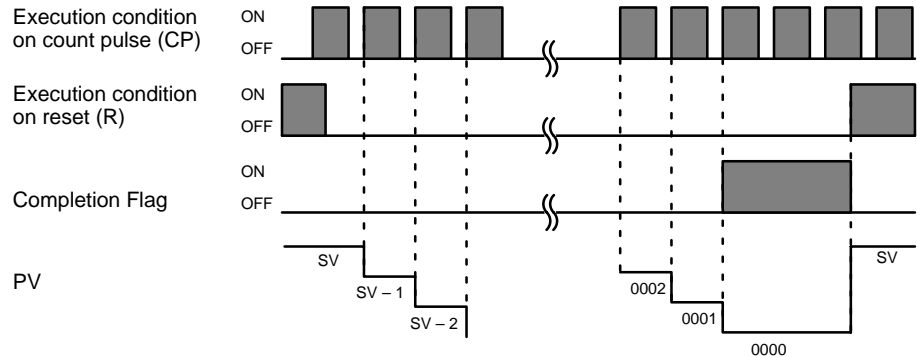 Execution condition
on count pulse (CP)
ON
OFF
Execution condition
on reset (R)
ON
OFF
Completion Flag
ON
OFF
PV
SV
SV – 1
SV – 2
0002
0001
0000
SV